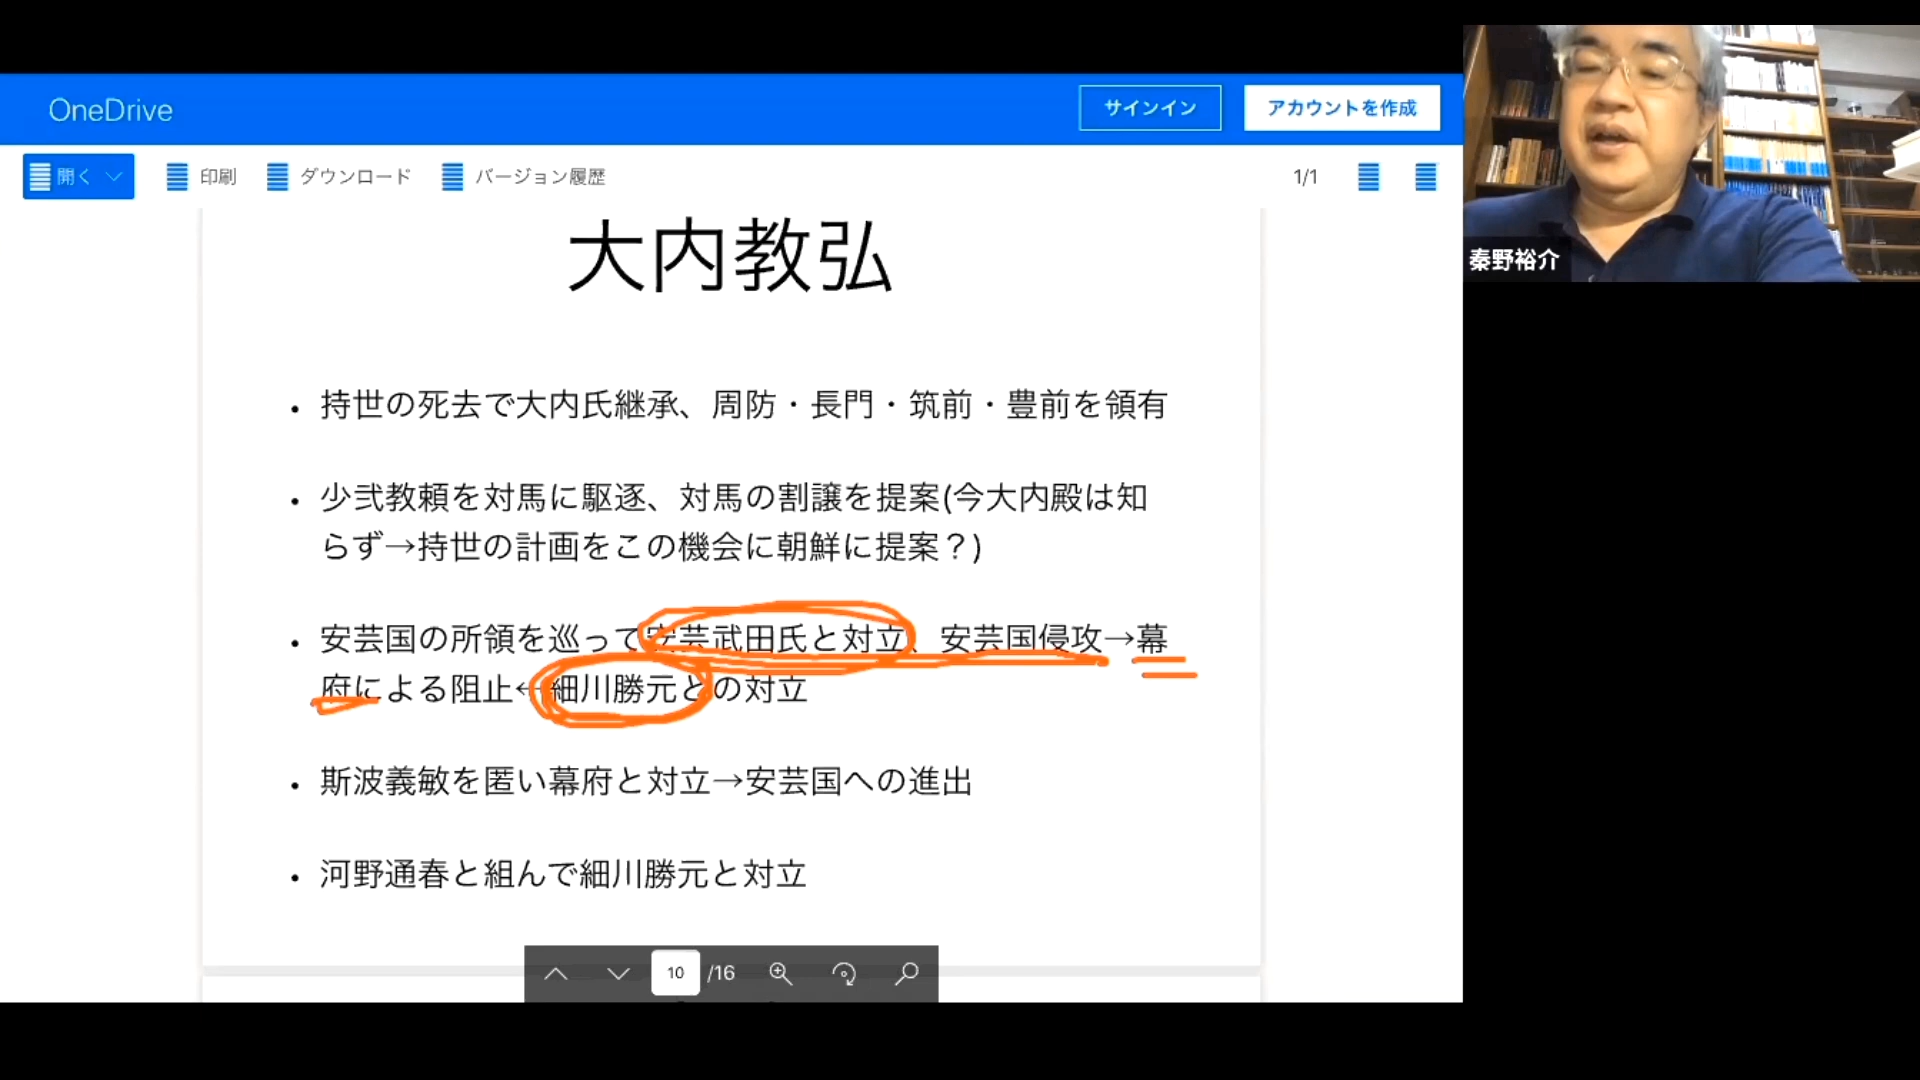 OneDrive
サインイン
アカウントを作成
開く
印刷
ダウンロード
バージョン履歴
1/1
秦野裕介
大内教弘
• 持世の死去で大内氏継承、周防・長門・筑前・豊前を領有
• 少弐教頼を対馬に駆逐、対馬の割譲を提案(今大内殿は知
らず→持世の計画をこの機会に朝鮮に提案？)
• 安芸国の所領を巡って安芸武田氏と対立、安芸国侵攻→幕
府による阻止←細川勝元との対立
• 斯波義敏を匿い幕府と対立→安芸国への進出
• 河野通春と組んで細川勝元と対立
10 /16